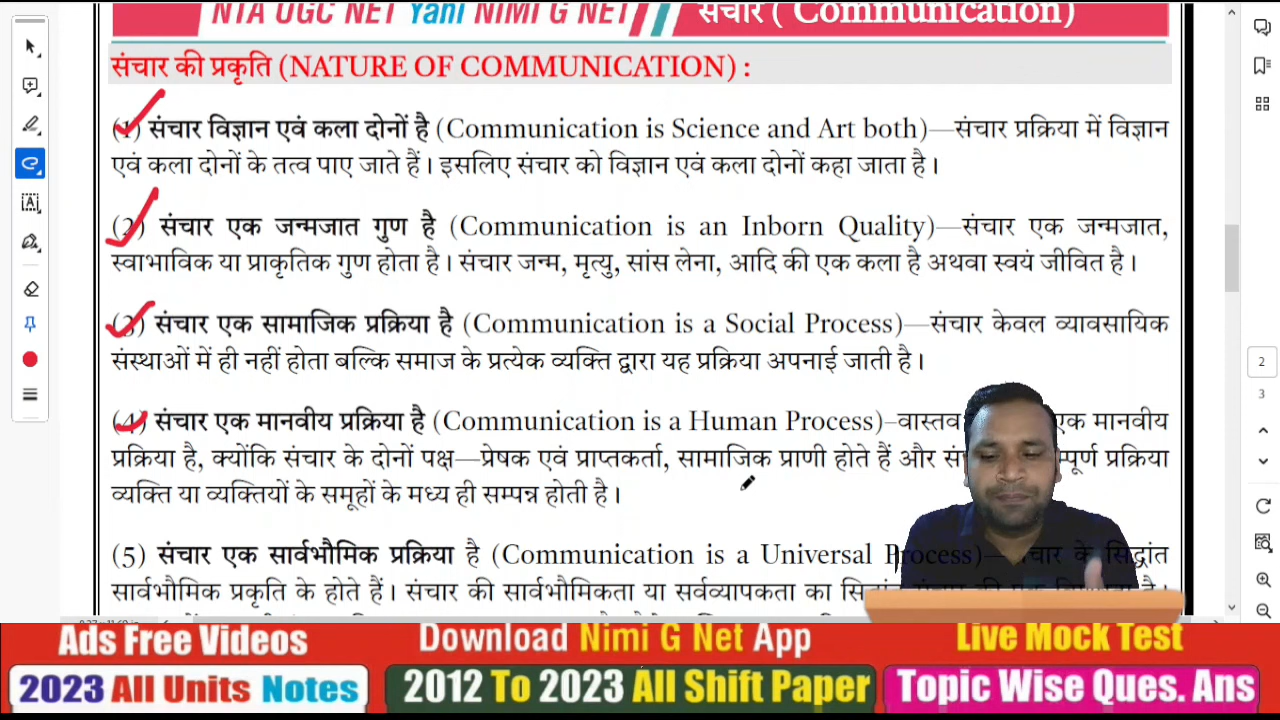 NTA UGC NET Yani NIMI G NET
संचार ( Communication)
संचार की प्रकृति (NATURE OF COMMUNICATION) :
(1) संचार विज्ञान एवं कला दोनों है (Communication is Science and Art both)—संचार प्रक्रिया में विज्ञान
एवं कला दोनों के तत्व पाए जाते हैं। इसलिए संचार को विज्ञान एवं कला दोनों कहा जाता है।
(2) संचार एक जन्मजात गुण है (Communication is an Inborn Quality)—संचार एक जन्मजात,
स्वाभाविक या प्राकृतिक गुण होता है। संचार जन्म, मृत्यु, सांस लेना, आदि की एक कला है अथवा स्वयं जीवित है।
(3) संचार एक सामाजिक प्रक्रिया है (Communication is a Social Process)—संचार केवल व्यावसायिक
संस्थाओं में ही नहीं होता बल्कि समाज के प्रत्येक व्यक्ति द्वारा यह प्रक्रिया अपनाई जाती है।
(4) संचार एक मानवीय प्रक्रिया है (Communication is a Human Process)–वास्तव एक मानवीय
प्रक्रिया है, क्योंकि संचार के दोनों पक्ष—प्रेषक एवं प्राप्तकर्ता, सामाजिक प्राणी होते हैं और प्रक्रिया
व्यक्ति या व्यक्तियों के समूहों के मध्य ही सम्पन्न होती है।
(5) संचार एक सार्वभौमिक प्रक्रिया है (Communication is a Universal Process)— के सिद्धांत
सार्वभौमिक प्रकृति के होते हैं। संचार की सार्वभौमिकता या सर्वव्यापकता का
2
3
Ads Free Videos
Download Nimi G Net App
Live Mock Test
2023 All Units Notes
2012 To 2023 All Shift Paper
Topic Wise Ques. Ans